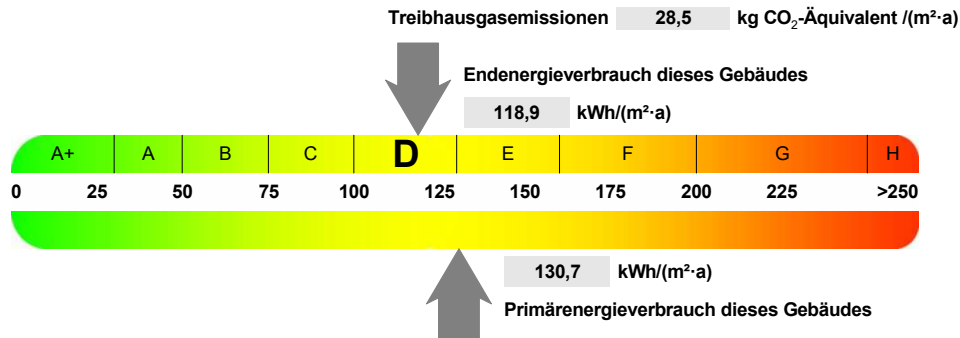 Treibhausgasemissionen 28,5 kg CO₂-Äquivalent /(m²·a)
Endenergieverbrauch dieses Gebäudes
118,9 kWh/(m²·a)
A+ A B C D E F G H
0 25 50 75 100 125 150 175 200 225 >250
130,7 kWh/(m²·a)
Primärenergieverbrauch dieses Gebäudes